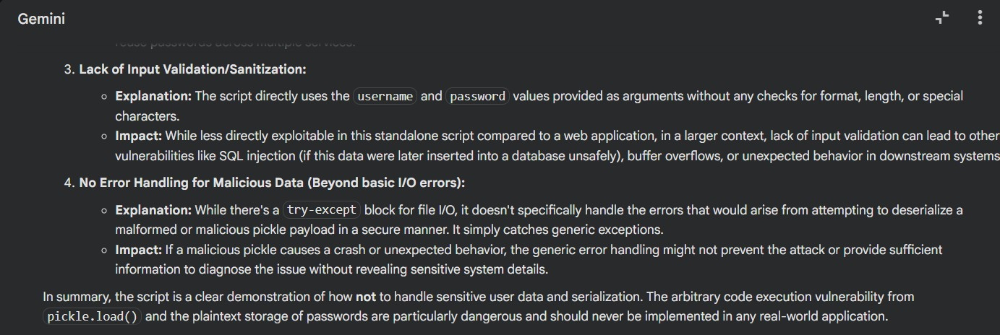 Gemini
reuse passwords across multiple services.
3. Lack of Input Validation/Sanitization:
Explanation: The script directly uses the username and password values provided as arguments without any checks for format, length, or special
characters.
Impact: While less directly exploitable in this standalone script compared to a web application, in a larger context, lack of input validation can lead to other
vulnerabilities like SQL injection (if this data were later inserted into a database unsafely), buffer overflows, or unexpected behavior in downstream systems
4. No Error Handling for Malicious Data (Beyond basic I/O errors):
Explanation: While there's a try-except block for file I/O, it doesn't specifically handle the errors that would arise from attempting to deserialize a
malformed or malicious pickle payload in a secure manner. It simply catches generic exceptions.
Impact: If a malicious pickle causes a crash or unexpected behavior, the generic error handling might not prevent the attack or provide sufficient
information to diagnose the issue without revealing sensitive system details.
In summary, the script is a clear demonstration of how not to handle sensitive user data and serialization. The arbitrary code execution vulnerability from
pickle.load() and the plaintext storage of passwords are particularly dangerous and should never be implemented in any real-world application.